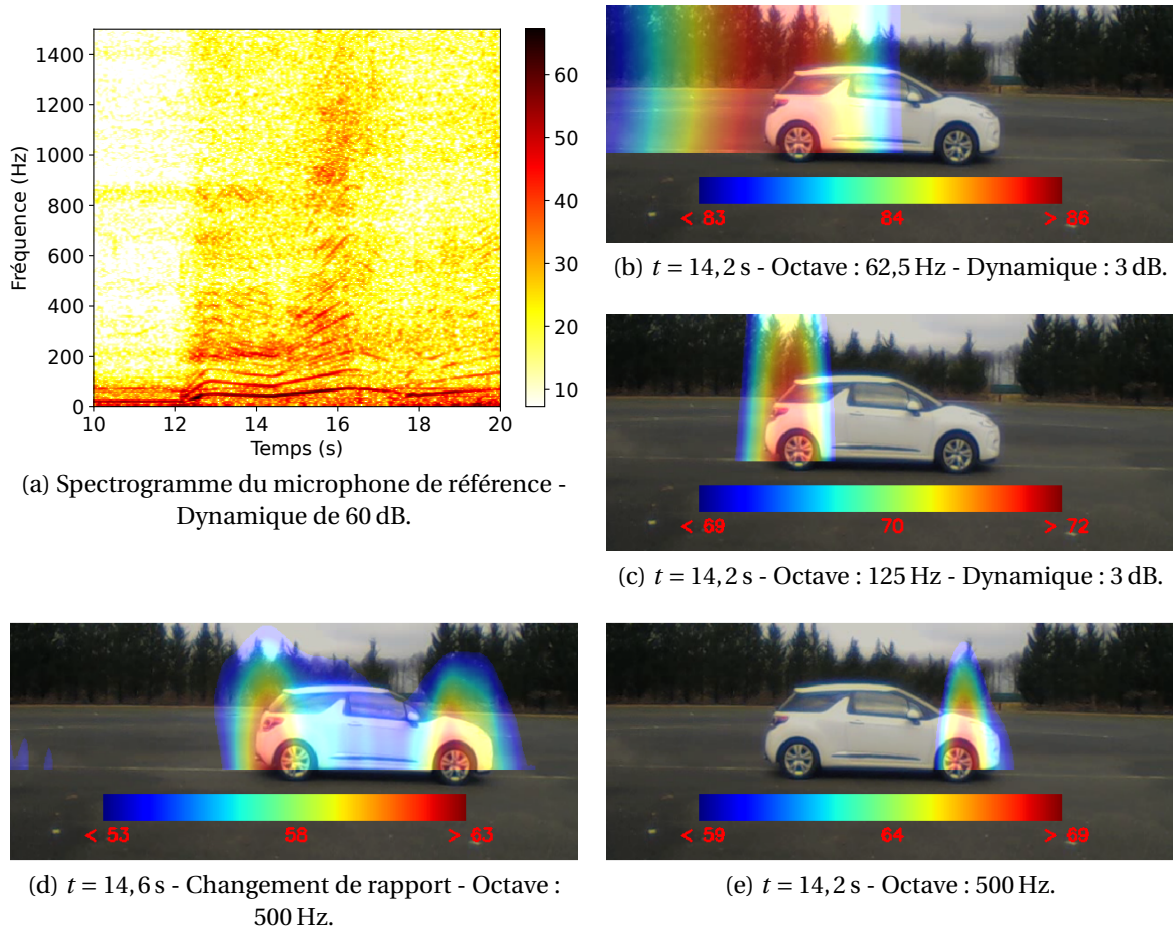 1400
1200
1000
800
600
400
200
0
Fréquence (Hz)
10 12 14 16 18 20
Temps (s)
60
50
40
30
20
10
(a) Spectrogramme du microphone de référence -
Dynamique de 60 dB.
< 83 84 > 86
(b) t = 14,2 s - Octave : 62,5 Hz - Dynamique : 3 dB.
< 69 70 > 72
(c) t = 14,2 s - Octave : 125 Hz - Dynamique : 3 dB.
< 53 58 > 63
(d) t = 14,6 s - Changement de rapport - Octave :
500 Hz.
< 59 64 > 69
(e) t = 14,2 s - Octave : 500 Hz.